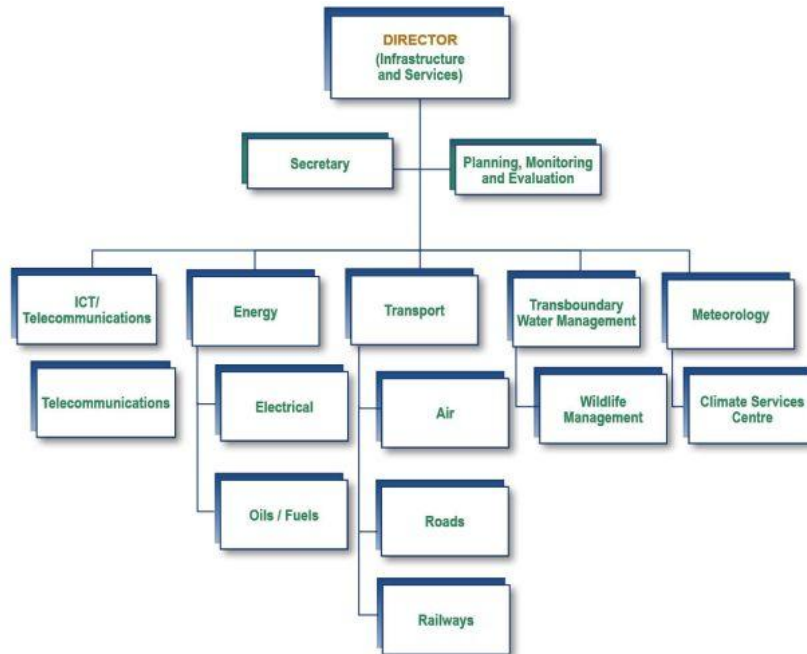 DIRECTOR
(Infrastructure
and Services)
Secretary
Planning, Monitoring
and Evaluation
ICT/
Telecommunications
Energy
Transport
Transboundary
Water Management
Meteorology
Telecommunications
Electrical
Air
Wildlife
Management
Climate Services
Centre
Oils / Fuels
Roads
Railways